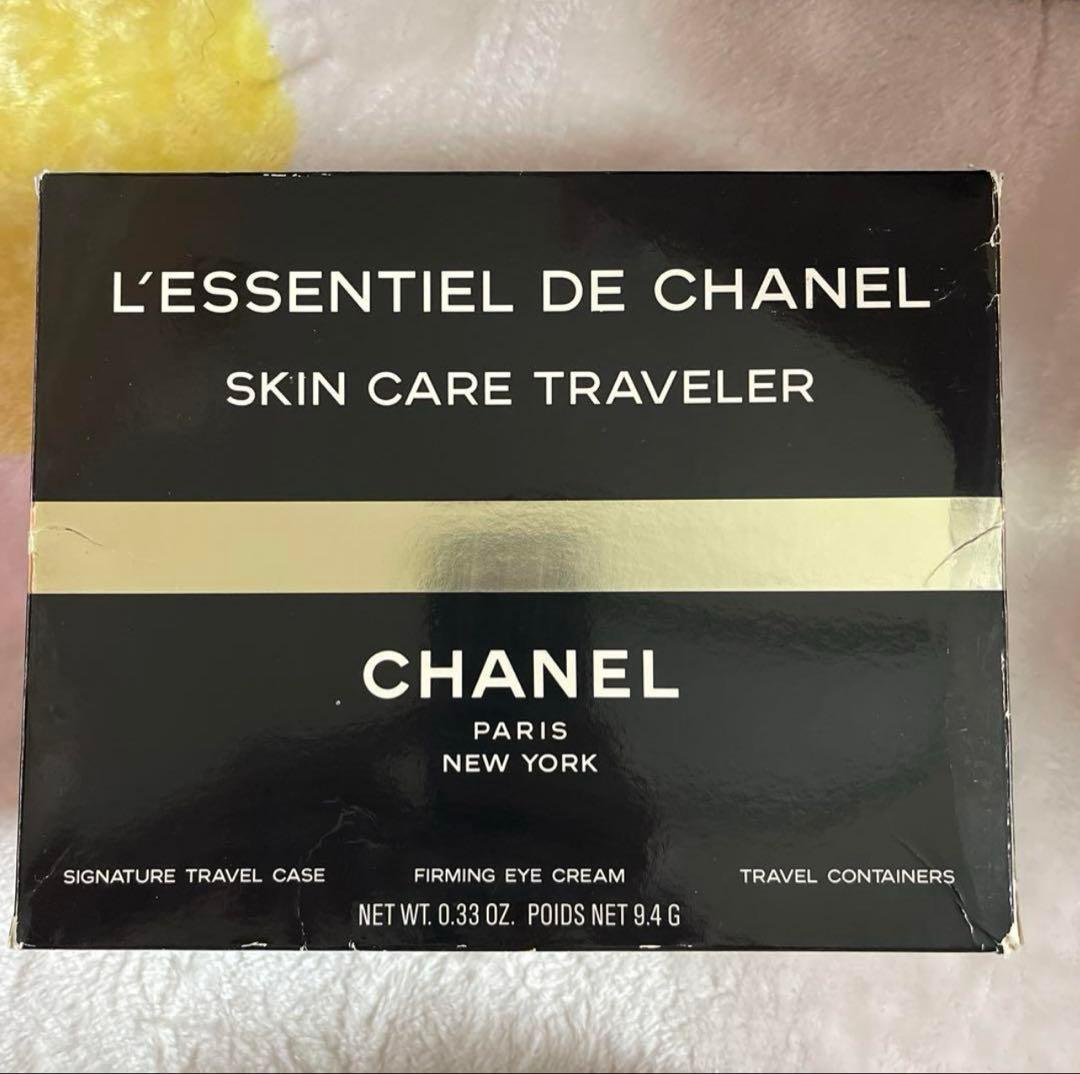 L'ESSENTIEL DE CHANEL
SKIN CARE TRAVELER
CHANEL
PARIS
NEW YORK
SIGNATURE TRAVEL CASE FIRMING EYE CREAM TRAVEL CONTAINERS
NET WT. 0.33 OZ. POIDS NET 9.4 G